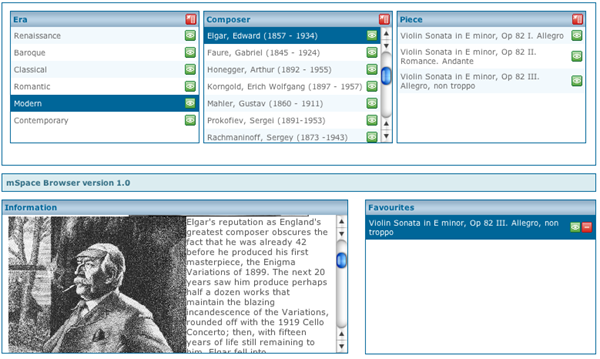 Era
Renaissance
Baroque
Classical
Romantic
Modern
Contemporary
Composer
Elgar, Edward (1857 - 1934)
Faure, Gabriel (1845 - 1924)
Honegger, Arthur (1892 - 1955)
Korngold, Erich Wolfgang (1897 - 1957)
Mahler, Gustav (1860 - 1911)
Prokofiev, Sergei (1891-1953)
Rachmaninoff, Sergey (1873 -1943)
Piece
Violin Sonata in E minor, Op 82 I. Allegro
Violin Sonata in E minor, Op 82 II.
Romance. Andante
Violin Sonata in E minor, Op 82 III.
Allegro, non troppo
mSpace Browser version 1.0
Information
Elgar's reputation as England's
greatest composer obscures the
fact that he was already 42
before he produced his first
masterpiece, the Enigma
Variations of 1899. The next 20
years saw him produce perhaps
half a dozen works that
maintain the blazing
incandescence of the Variations,
rounded off with the 1919 Cello
Concerto; then, with fifteen
years of life still remaining to
him, Elgar fell into
Favourites
Violin Sonata in E minor, Op 82 III. Allegro, non
troppo